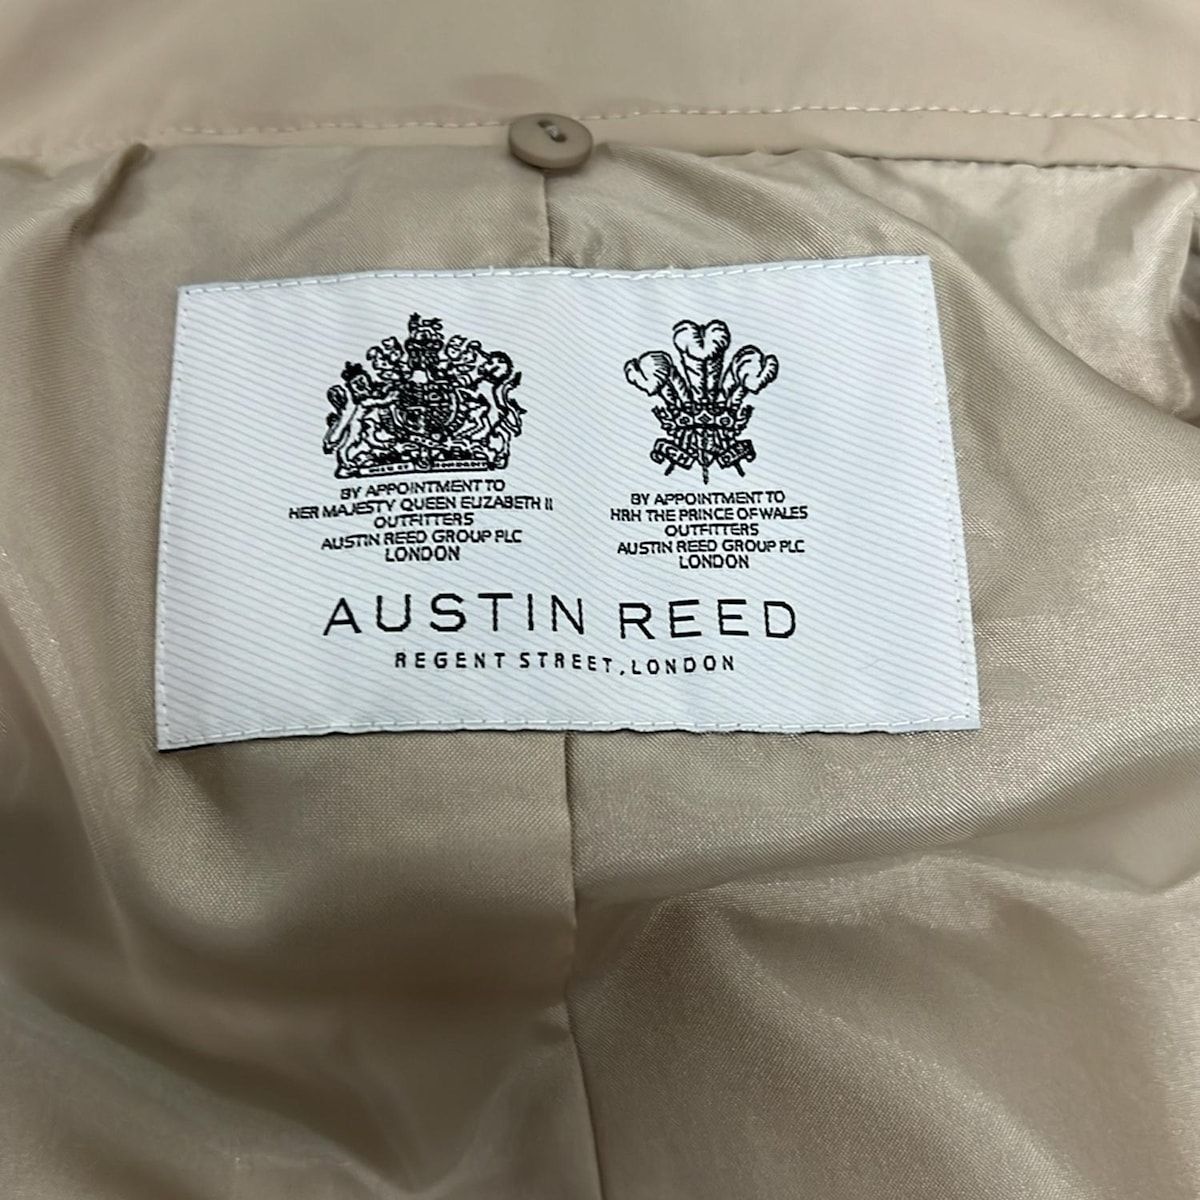 BY APPOINTMENT TO
HER MAJESTY QUEEN ELIZABETH II
OUTFITTERS
AUSTIN REED GROUP PLC
LONDON
BY APPOINTMENT TO
HRH THE PRINCE OF WALES
OUTFITTERS
AUSTIN REED GROUP PLC
LONDON
AUSTIN REED
REGENT STREET, LONDON